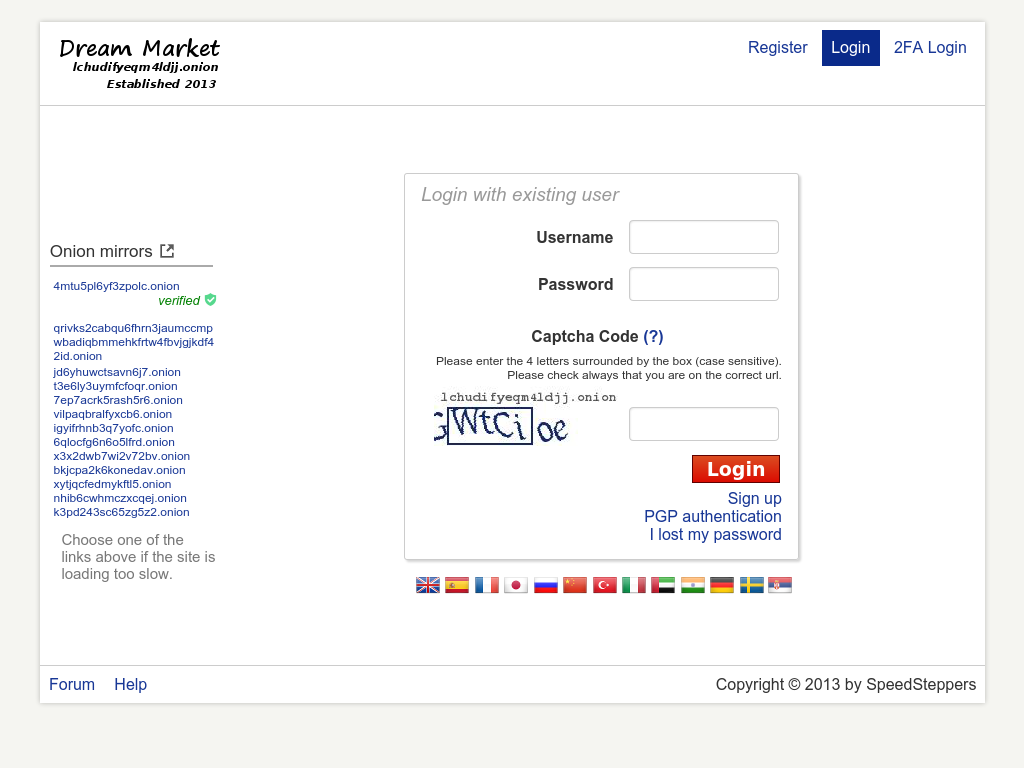 Dream Market
lchudifyeqm4ldjj.onion
Established 2013
Register Login 2FA Login
Login with existing user
Username
Password
Onion mirrors
4mtu5pl6yf3zpolc.onion
verified
qrivks2cabqu6fhrn3jaumccmp
wbadiqbmmehkfrtw4fbvjgjkdf4
2id.onion
jd6yhuwctsavn6j7.onion
t3e6ly3uymfcfoqr.onion
7ep7acrk5rash5r6.onion
vilpaqbralfyxcb6.onion
igyifrhnb3q7yofc.onion
6qlocfg6n6o5lfrd.onion
x3x2dwb7wi2v72bv.onion
bkjcpa2k6konedav.onion
xytjqcfedmykftl5.onion
nhib6cwhmczxcqej.onion
k3pd243sc65zg5z2.onion
Choose one of the
links above if the site is
loading too slow.
Captcha Code (?)
Please enter the 4 letters surrounded by the box (case sensitive).
Please check always that you are on the correct url.
lchudifyeqm4ldjj.onion
WtCi oe
Login
Sign up
PGP authentication
I lost my password
Forum Help
Copyright © 2013 by SpeedSteppers